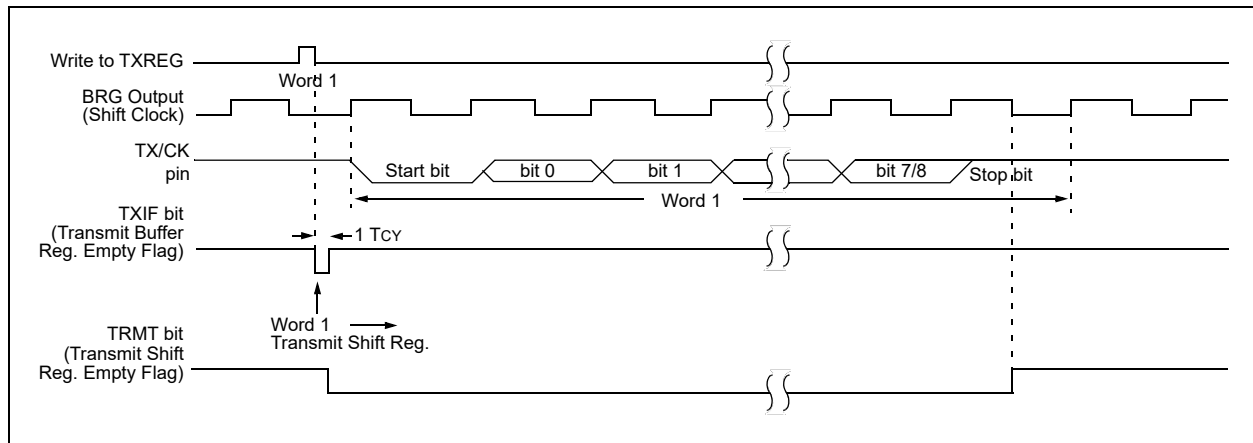 Write to TXREG
Word 1
BRG Output
(Shift Clock)
TX/CK
pin
Start bit
bit 0
bit 1
bit 7/8
Stop bit
Word 1
TXIF bit
(Transmit Buffer
Reg. Empty Flag)
1 TCY
Word 1
Transmit Shift Reg.
TRMT bit
(Transmit Shift
Reg. Empty Flag)